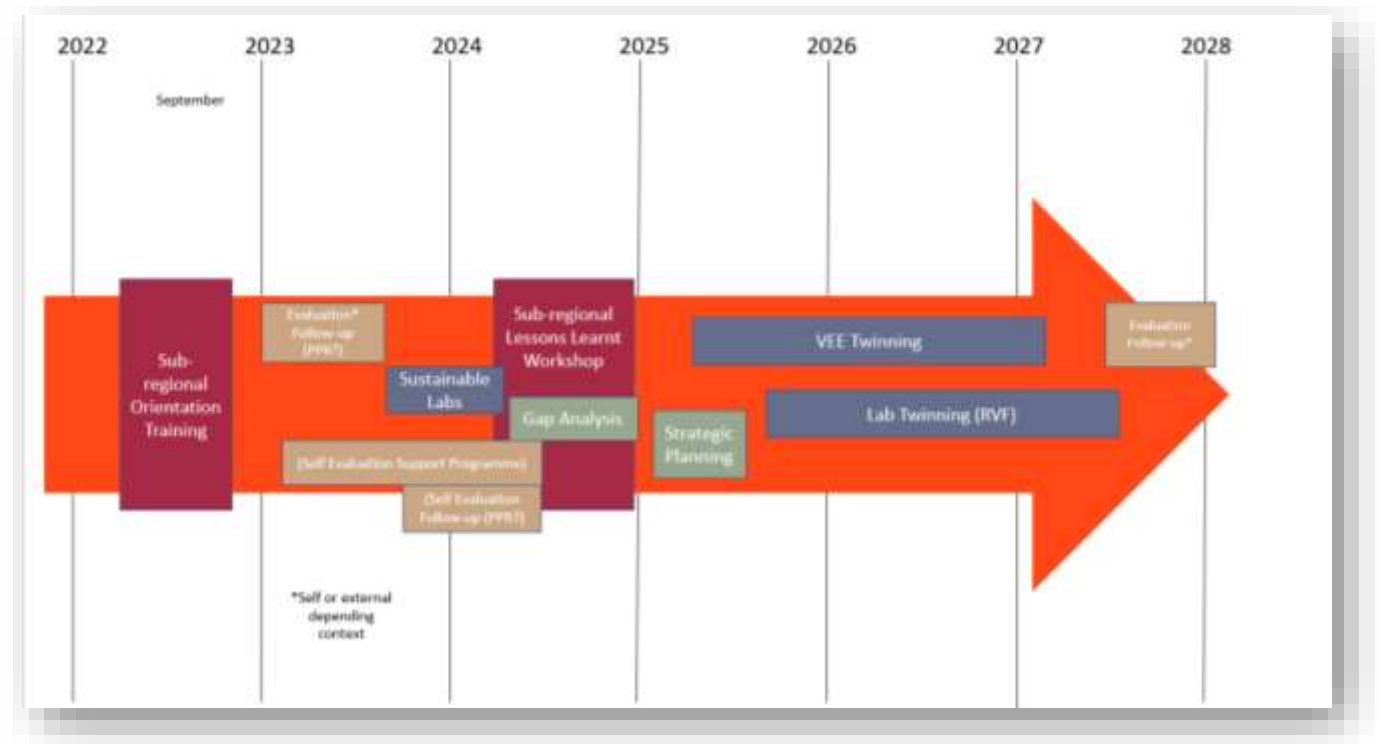 2022 2023 2024 2025 2026 2027 2028
September
Sub-
regional
Orientation
Training
Evaluation*
Follow-up
(PPR?)
Sustainable
Labs
(Self Evaluation Support Programme)
(Self Evaluation
Follow-up (PPR?)
Sub-regional
Lessons Learnt
Workshop
Gap Analysis
Strategic
Planning
VEE Twinning
Lab Twinning (RVF)
Evaluation
Follow-up*
*Self or external
depending
context